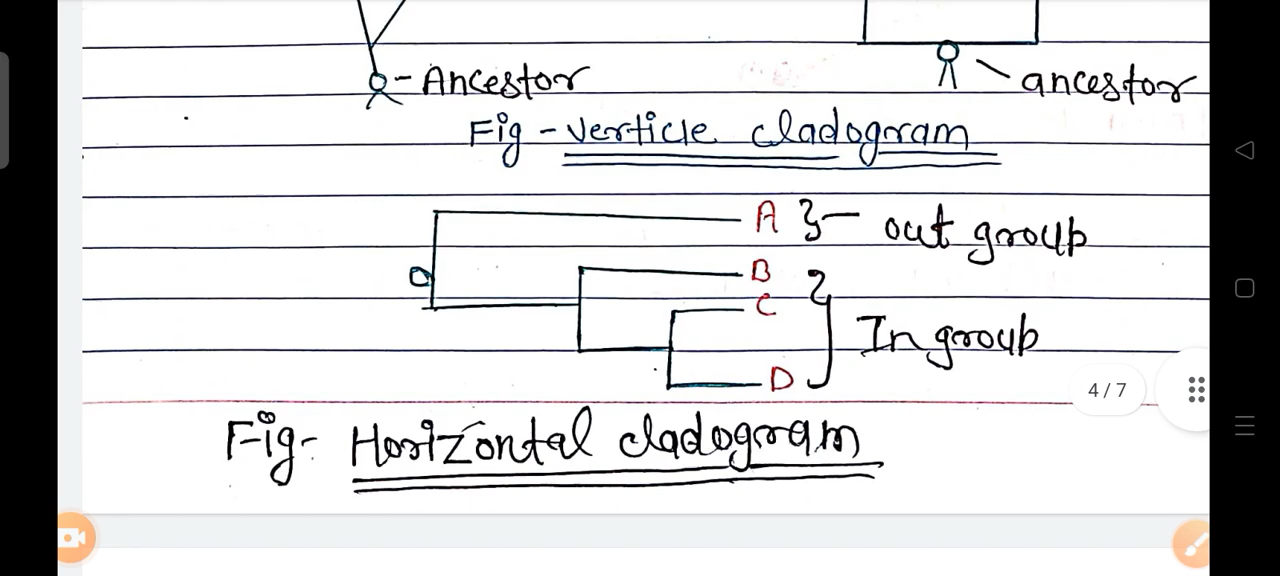 - Ancestor
ancestor
Fig - verticle cladogram
A } - out group
B
C
D
In group
4/7
Fig- Horizontal cladogram